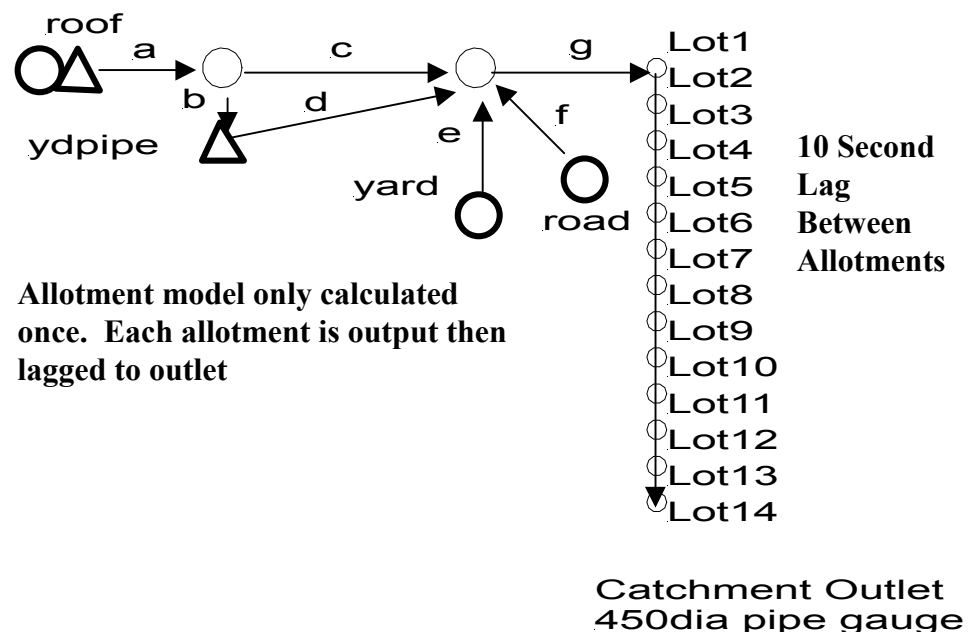 roof
a
c
g
b
d
ydpipe
e
f
yard
road
Lot1
Lot2
Lot3
Lot4
Lot5
Lot6
Lot7
Lot8
Lot9
Lot10
Lot11
Lot12
Lot13
Lot14
10 Second
Lag
Between
Allotments
Allotment model only calculated
once. Each allotment is output then
lagged to outlet
Catchment Outlet
450dia pipe gauge